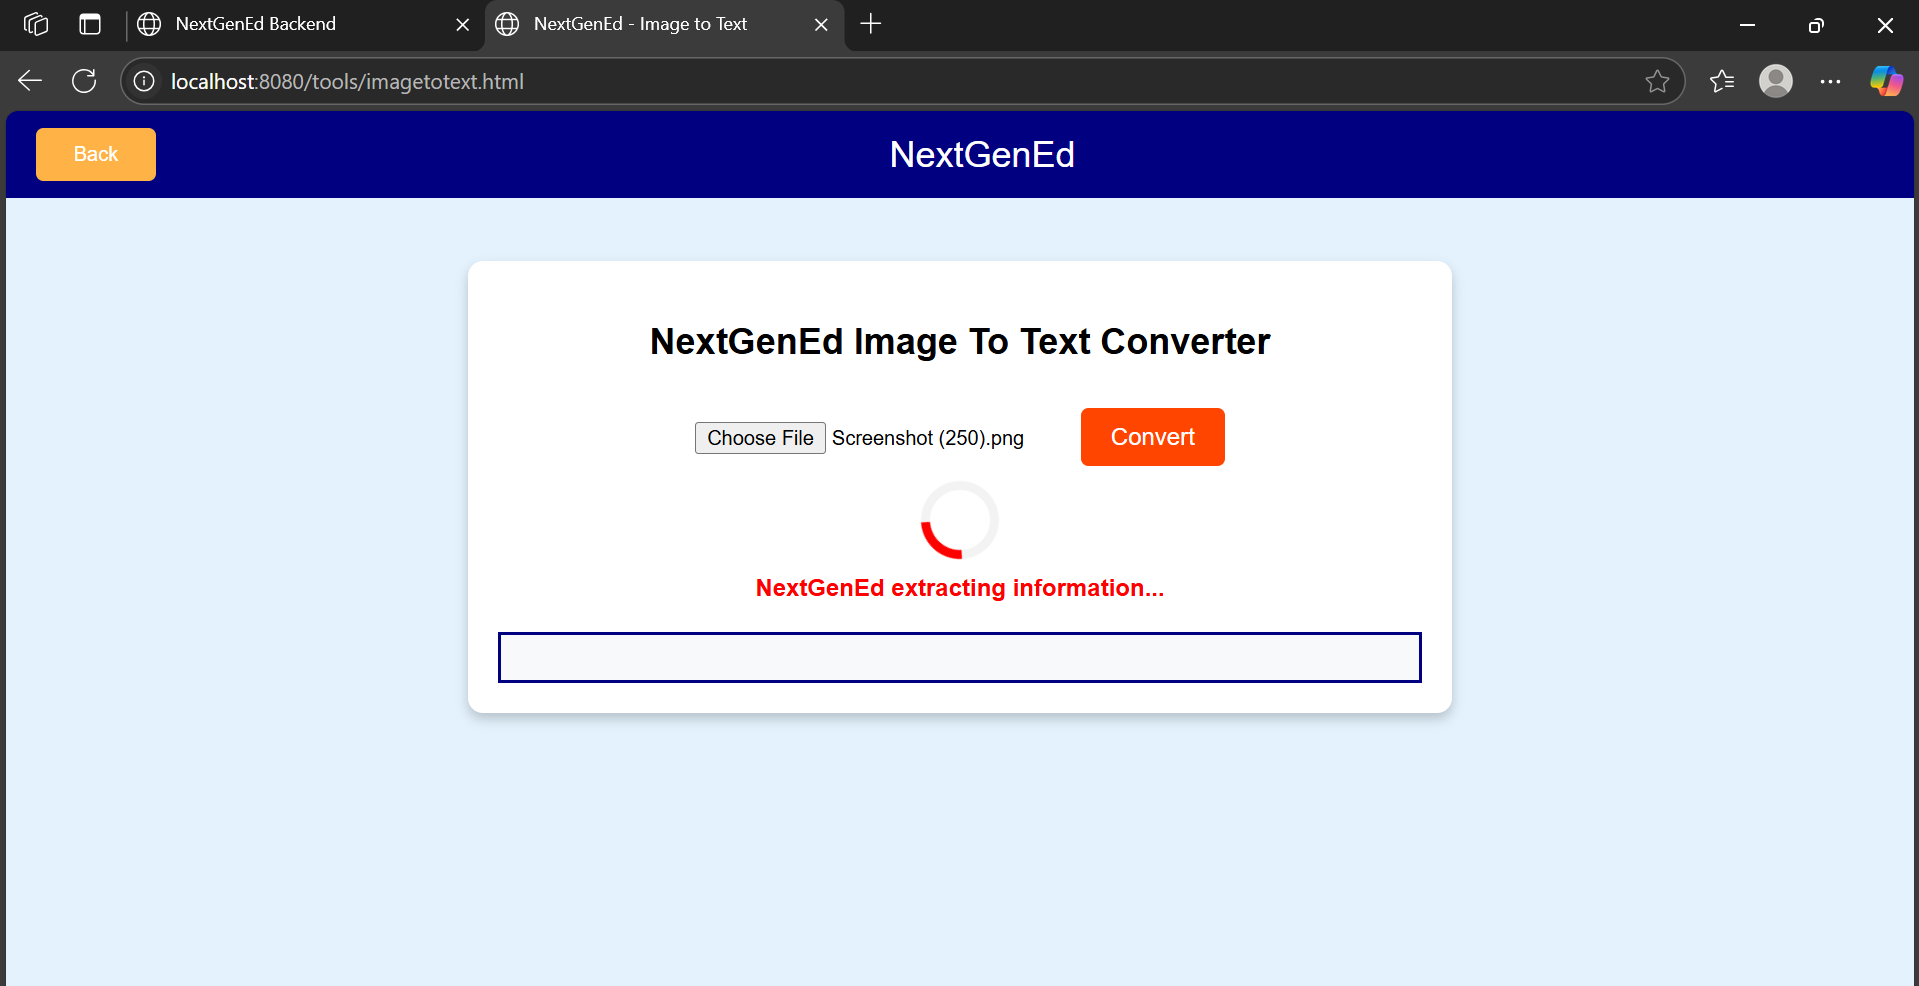 NextGenEd Backend
NextGenEd - Image to Text
localhost:8080/tools/imagetotext.html
Back
NextGenEd
NextGenEd Image To Text Converter
Choose File Screenshot (250).png
Convert
NextGenEd extracting information...